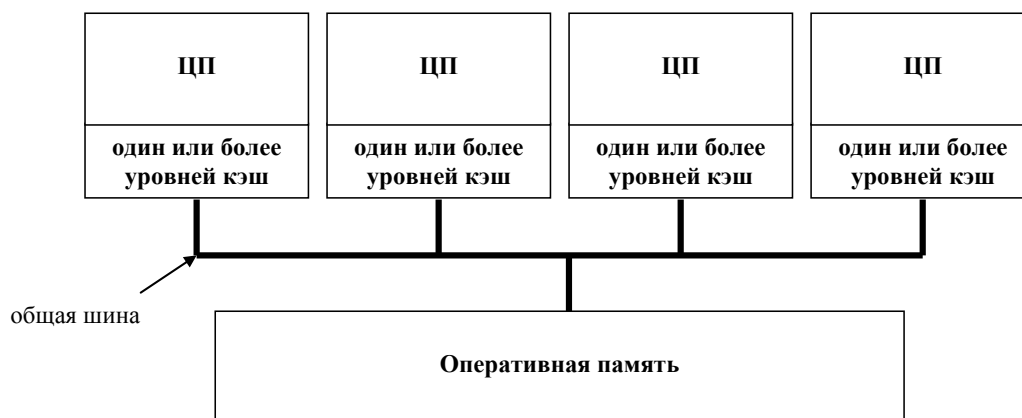 ЦП
ЦП
ЦП
ЦП
один или более
уровней кэш
один или более
уровней кэш
один или более
уровней кэш
один или более
уровней кэш
общая шина
Оперативная память